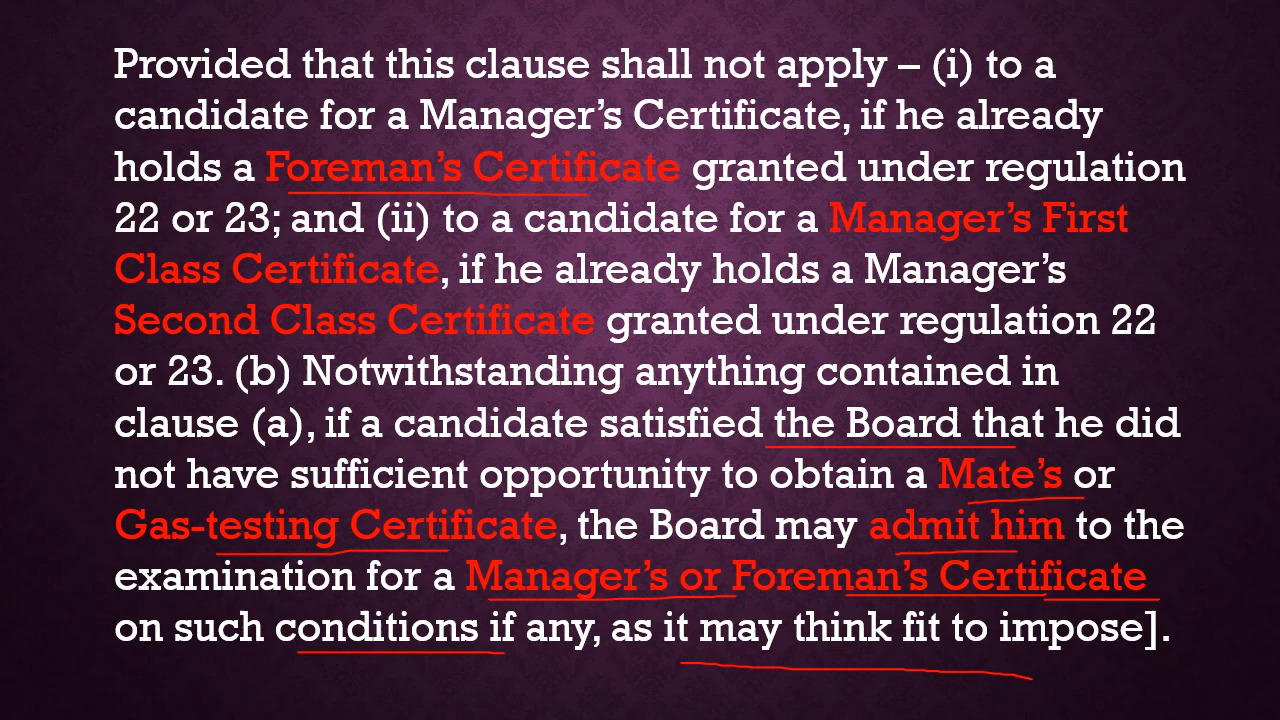 Provided that this clause shall not apply – (i) to a
candidate for a Manager’s Certificate, if he already
holds a Foreman’s Certificate granted under regulation
22 or 23; and (ii) to a candidate for a Manager’s First
Class Certificate, if he already holds a Manager’s
Second Class Certificate granted under regulation 22
or 23. (b) Notwithstanding anything contained in
clause (a), if a candidate satisfied the Board that he did
not have sufficient opportunity to obtain a Mate’s or
Gas-testing Certificate, the Board may admit him to the
examination for a Manager’s or Foreman’s Certificate
on such conditions if any, as it may think fit to impose].